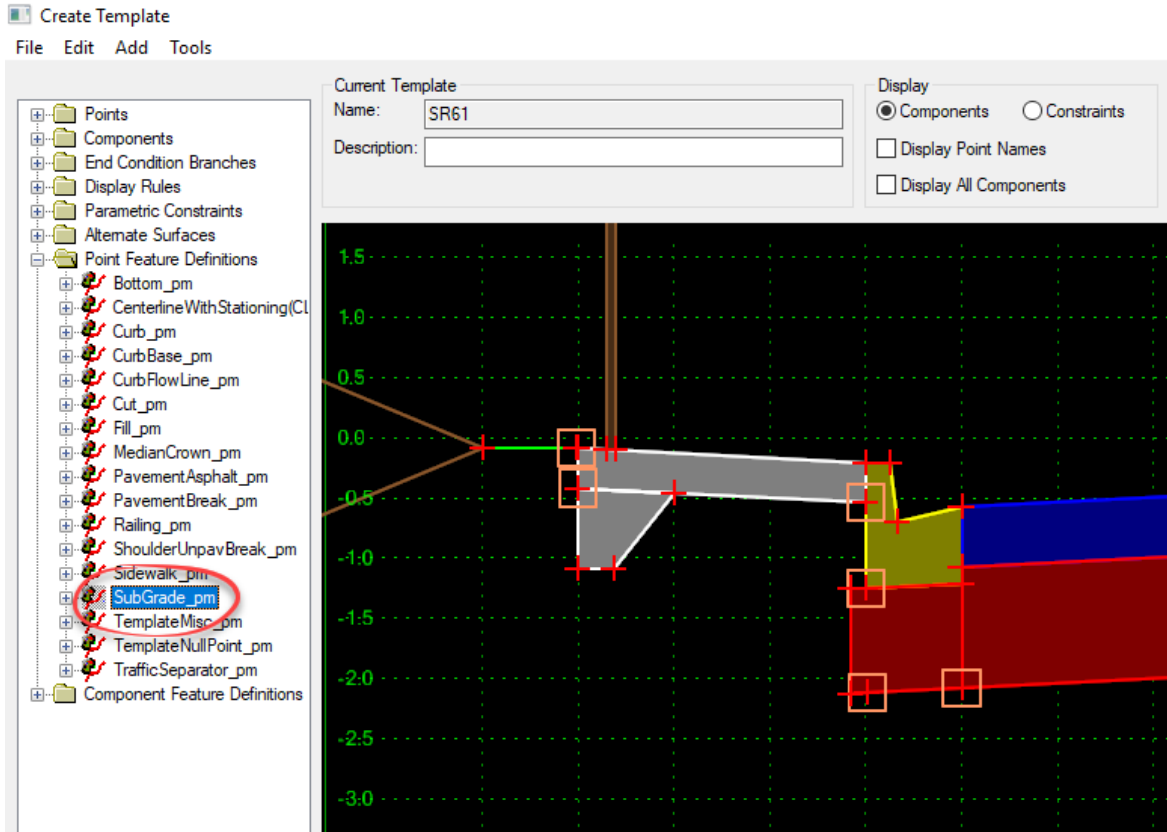 Create Template
File Edit Add Tools
Points
Components
End Condition Branches
Display Rules
Parametric Constraints
Alternate Surfaces
Point Feature Definitions
Bottom_pm
CenterlineWithStationing(CL
Curb_pm
CurbBase_pm
CurbFlowLine_pm
Cut_pm
Fill_pm
MedianCrown_pm
PavementAsphalt_pm
PavementBreak_pm
Railing_pm
ShoulderUnpavBreak_pm
Sidewalk_pm
SubGrade_pm
TemplateMisc_pm
TemplateNullPoint_pm
TrafficSeparator_pm
Component Feature Definitions
Current Template
Name: SR61
Description:
Display
Components Constraints
Display Point Names
Display All Components
1.5
1.0
0.5
0.0
-0.5
-1.0
-1.5
-2.0
-2.5
-3.0